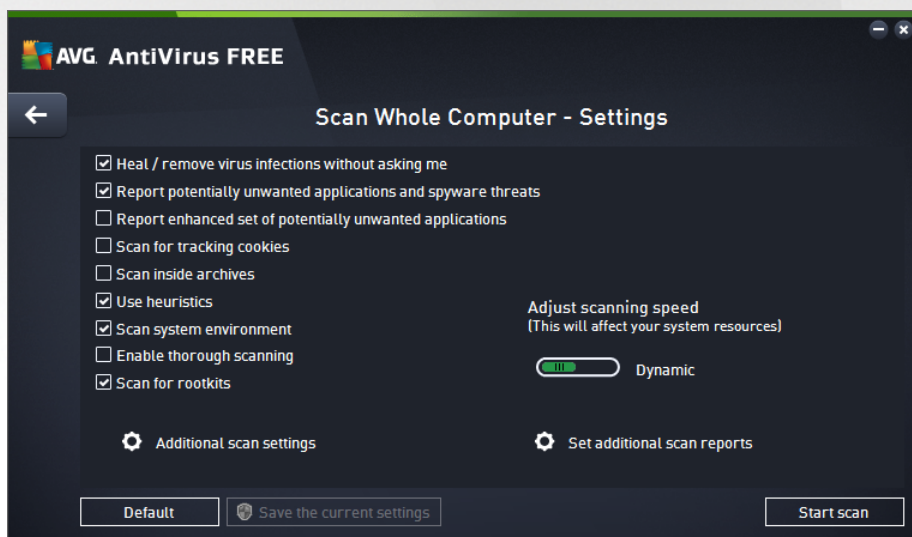 AVG. AntiVirus FREE
Scan Whole Computer - Settings
Heal / remove virus infections without asking me
Report potentially unwanted applications and spyware threats
Report enhanced set of potentially unwanted applications
Scan for tracking cookies
Scan inside archives
Use heuristics
Scan system environment
Enable thorough scanning
Scan for rootkits
Adjust scanning speed
(This will affect your system resources)
Dynamic
Additional scan settings
Set additional scan reports
Default
Save the current settings
Start scan